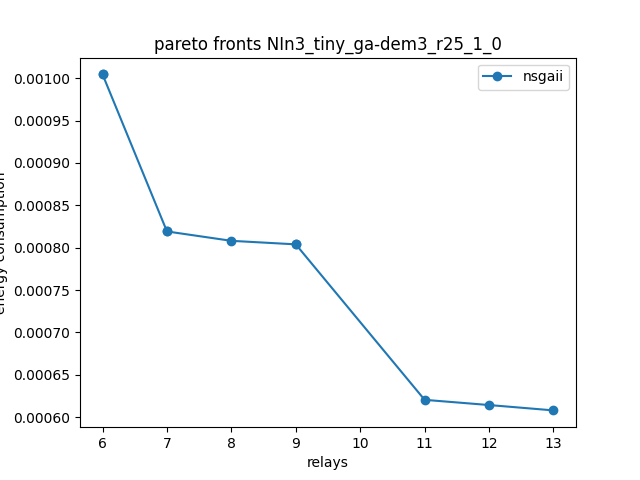 pareto fronts NIn3_tiny_ga-dem3_r25_1_0
nsgaii
0.00100
0.00095
0.00090
0.00085
0.00080
0.00075
0.00070
0.00065
0.00060
energy consumption
6 7 8 9 10 11 12 13
relays